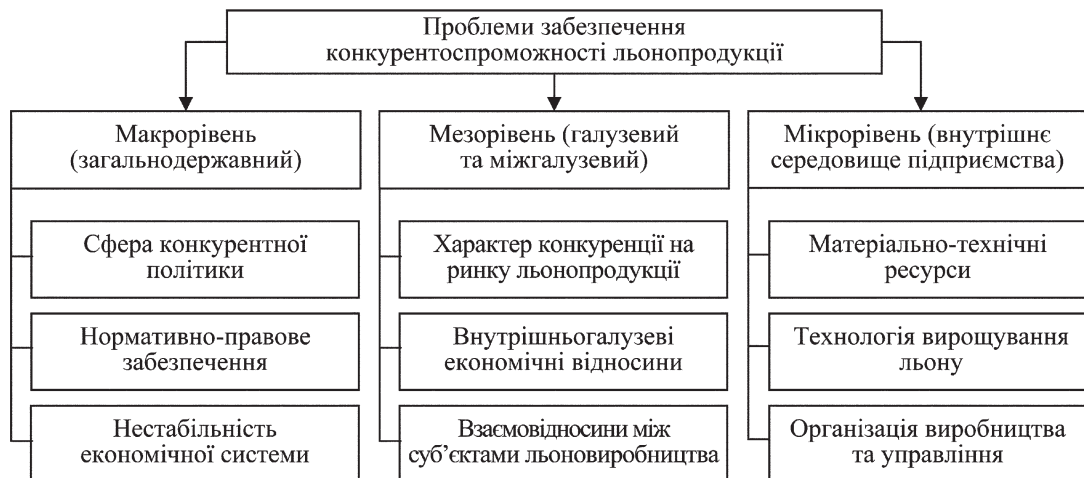 Проблеми забезпечення
конкурентоспроможності льонопродукції
Макрорівень
(загальнодержавний)
Сфера конкурентної
політики
Нормативно-правове
забезпечення
Нестабільність
економічної системи
Мезорівень (галузевий
та міжгалузевий)
Характер конкуренції на
ринку льонопродукції
Внутрішньогалузеві
економічні відносини
Взаємовідносини між
суб’єктами льоновиробництва
Мікрорівень (внутрішнє
середовище підприємства)
Матеріально-технічні
ресурси
Технологія вирощування
льону
Організація виробництва
та управління